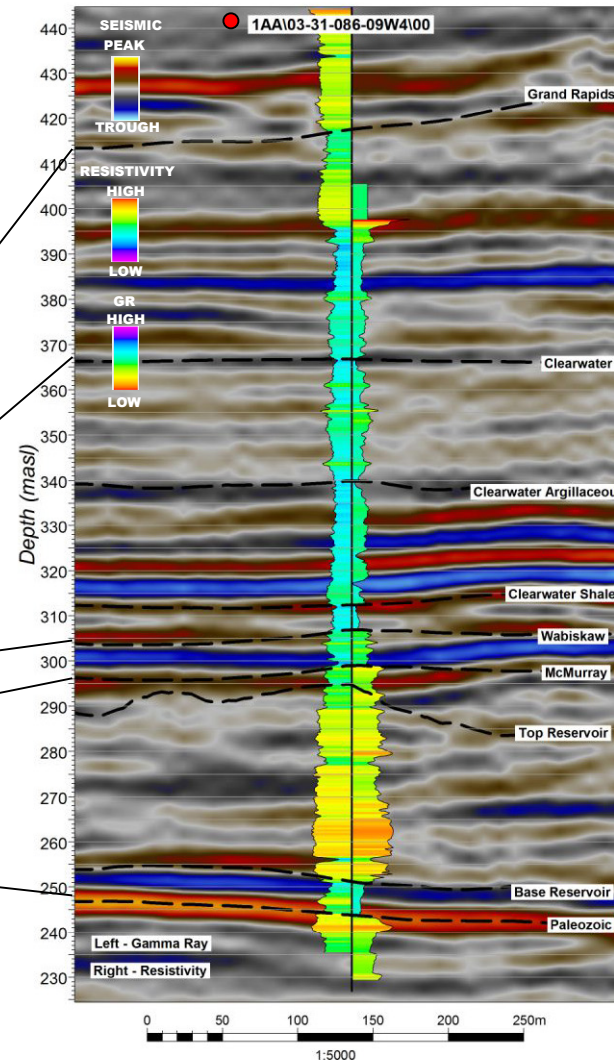 1AA\03-31-086-09W4\00
SEISMIC
PEAK
TROUGH
RESISTIVITY
HIGH
LOW
GR
HIGH
LOW
Depth (masl)
440
430
420
410
400
390
380
370
360
350
340
330
320
310
300
290
280
270
260
250
240
230
Grand Rapids
Clearwater
Clearwater Argillaceou
Clearwater Shale
Wabiskaw
McMurray
Top Reservoir
Base Reservoir
Paleozoic
Left - Gamma Ray
Right - Resistivity
0 50 100 150 200 250m
1:5000